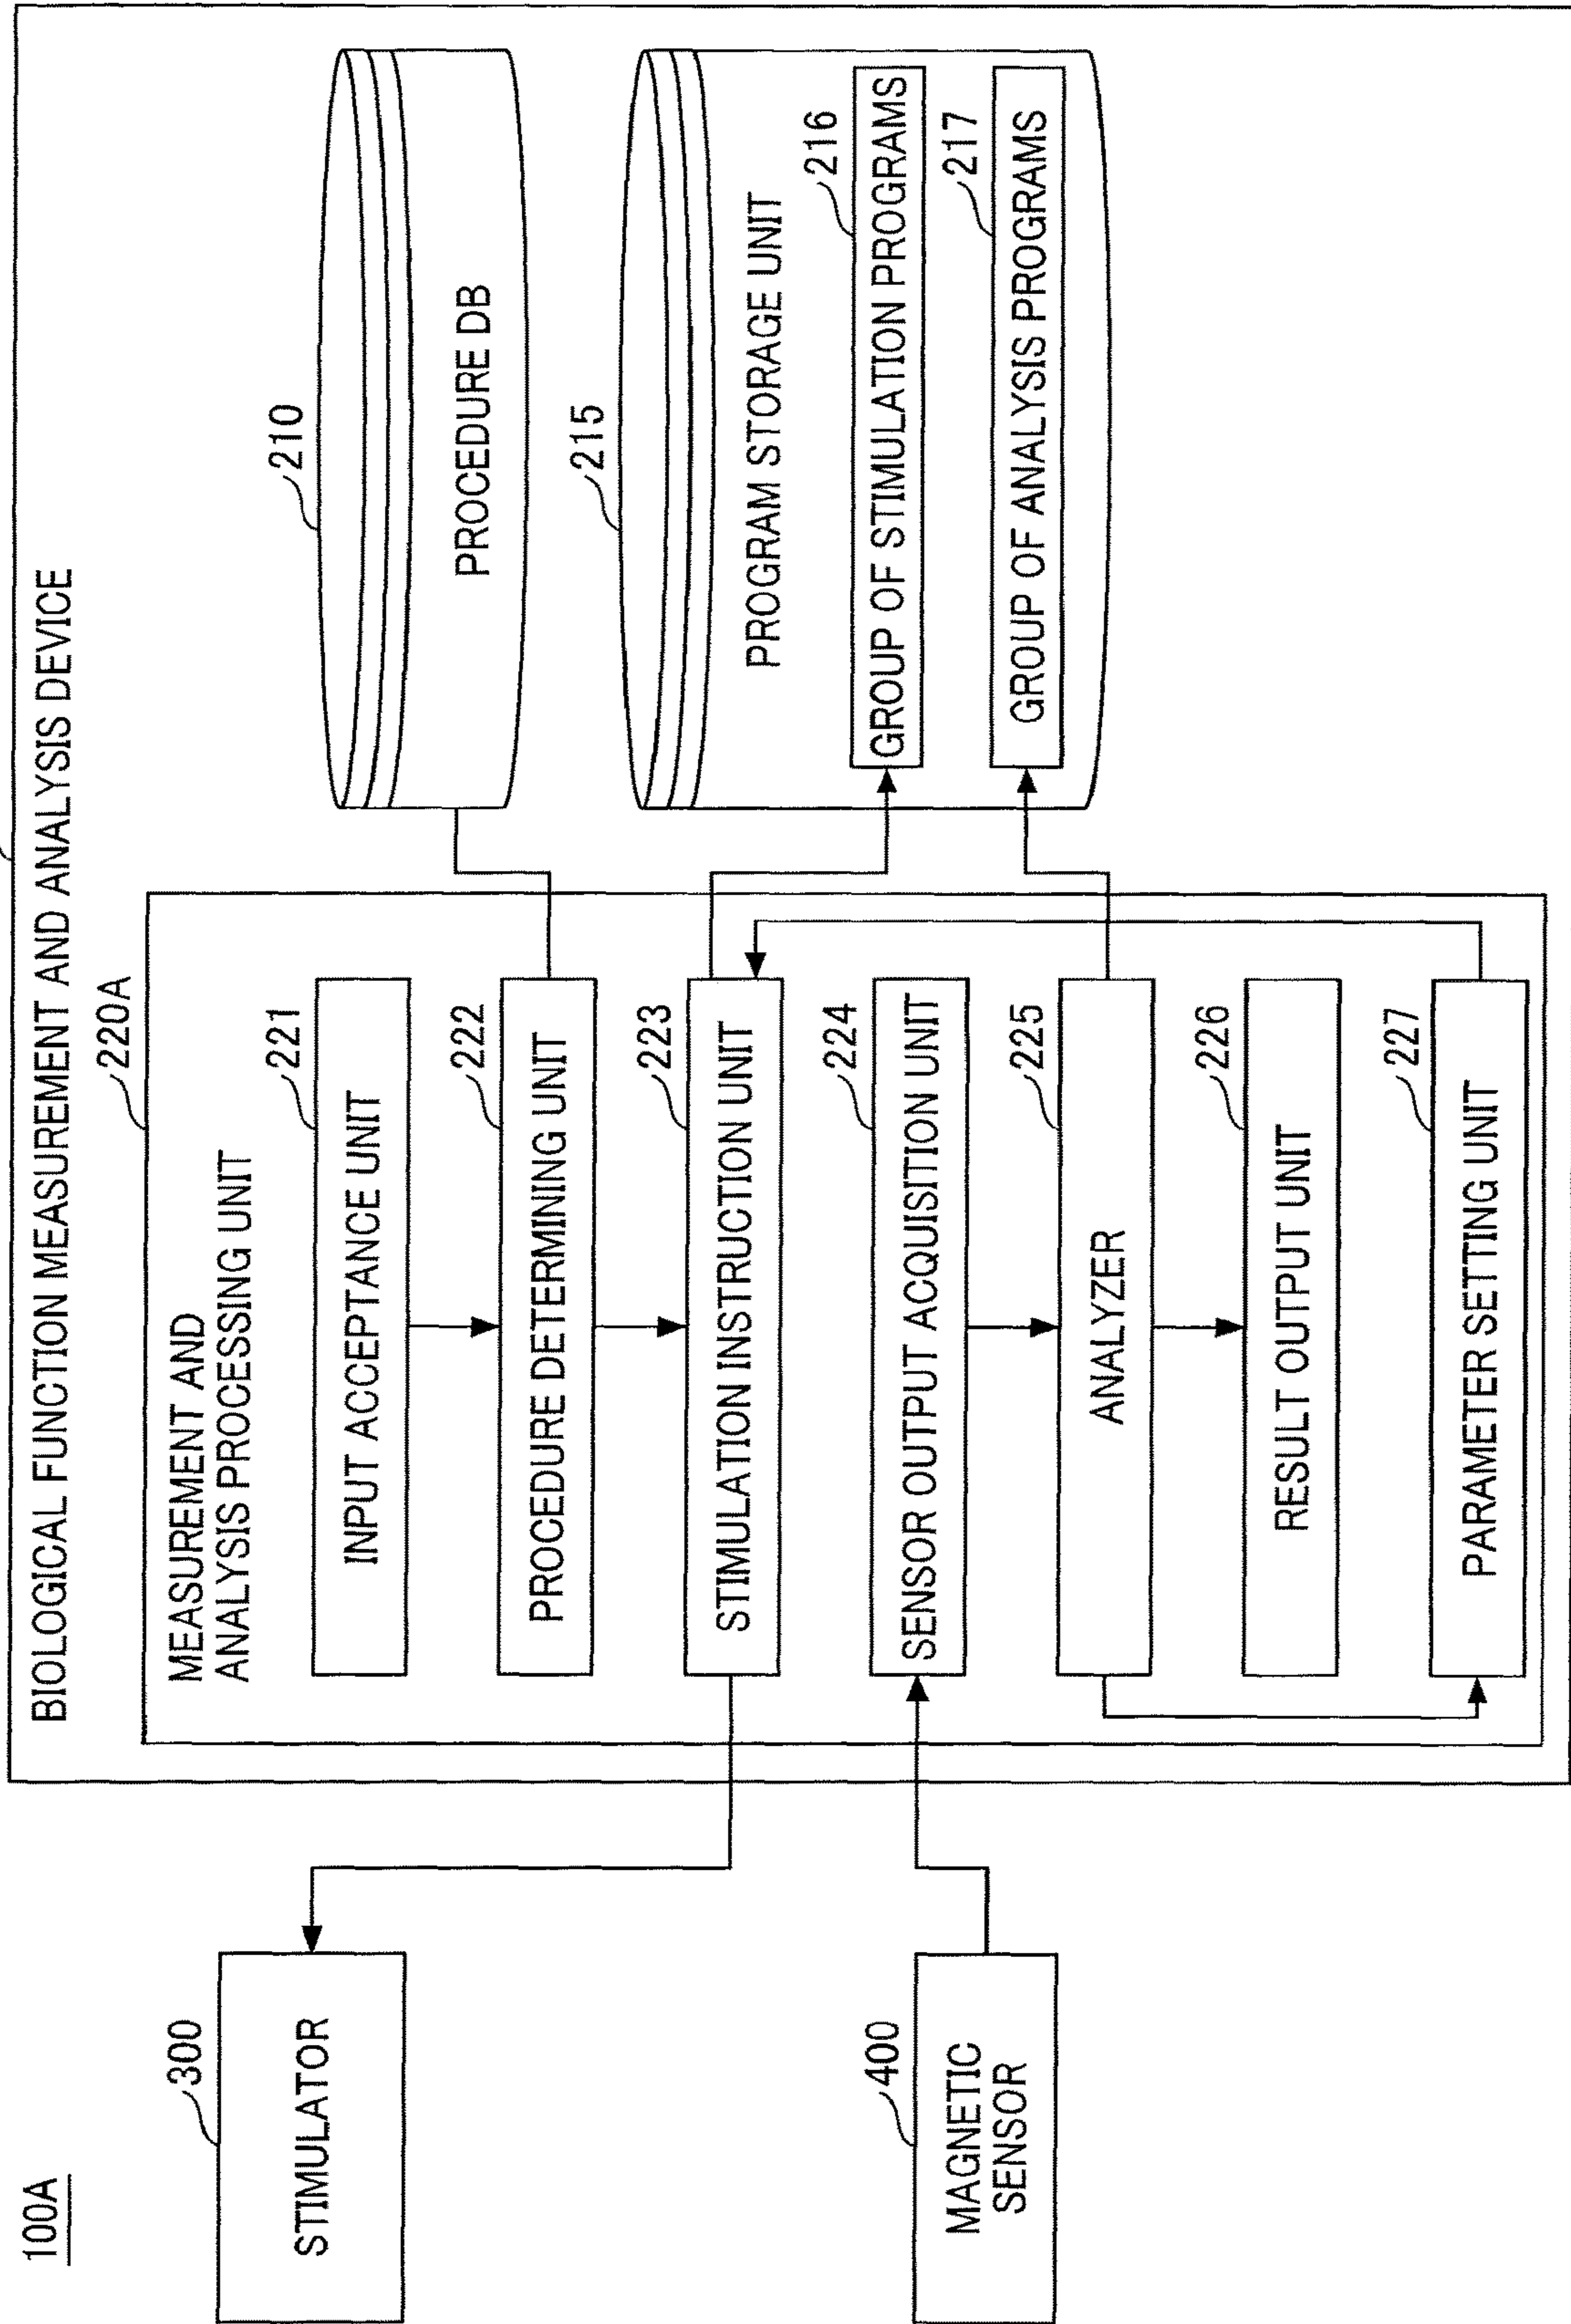 100A
BIOLOGICAL FUNCTION MEASUREMENT AND ANALYSIS DEVICE
300
STIMULATOR
400
MAGNETIC
SENSOR
220A
MEASUREMENT AND
ANALYSIS PROCESSING UNIT
221
INPUT ACCEPTANCE UNIT
222
PROCEDURE DETERMINING UNIT
223
STIMULATION INSTRUCTION UNIT
224
SENSOR OUTPUT ACQUISITION UNIT
225
ANALYZER
226
RESULT OUTPUT UNIT
227
PARAMETER SETTING UNIT
210
PROCEDURE DB
215
PROGRAM STORAGE UNIT
216
GROUP OF STIMULATION PROGRAMS
217
GROUP OF ANALYSIS PROGRAMS